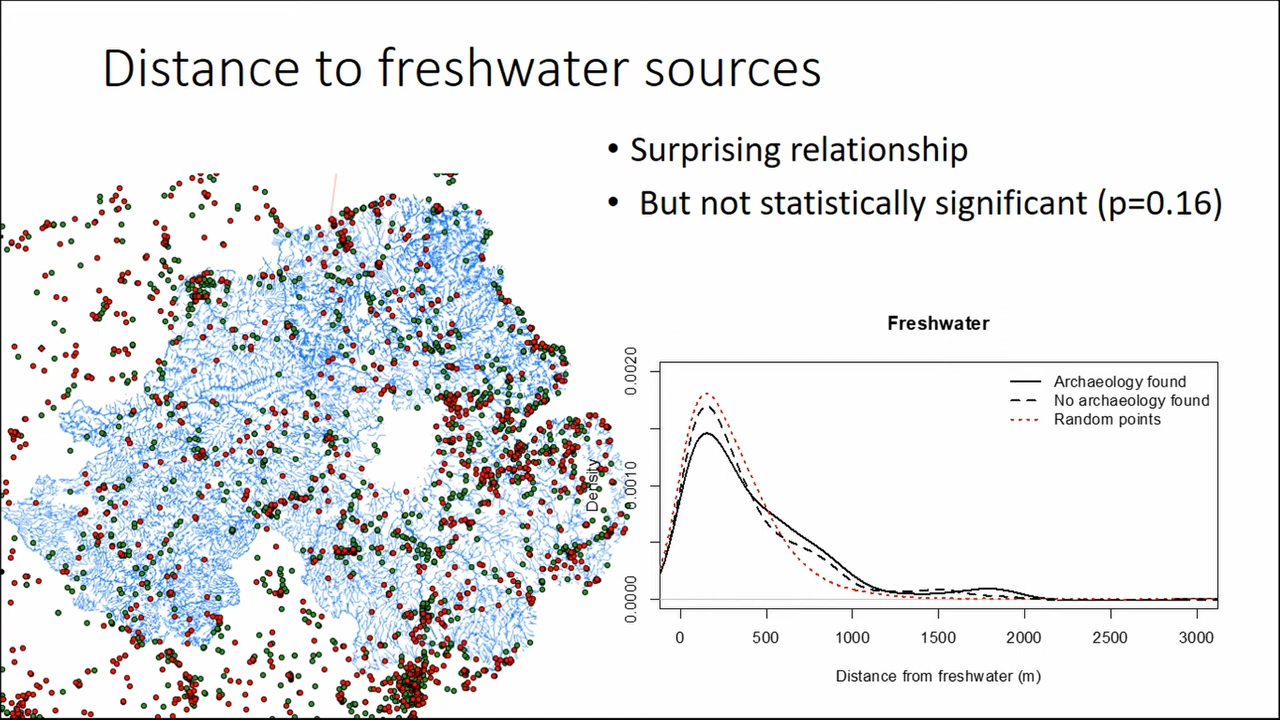 Distance to freshwater sources
• Surprising relationship
• But not statistically significant (p=0.16)
Freshwater
Archaeology found
No archaeology found
Random points
Density
0.0020
0.0010
0.0000
0 500 1000 1500 2000 2500 3000
Distance from freshwater (m)